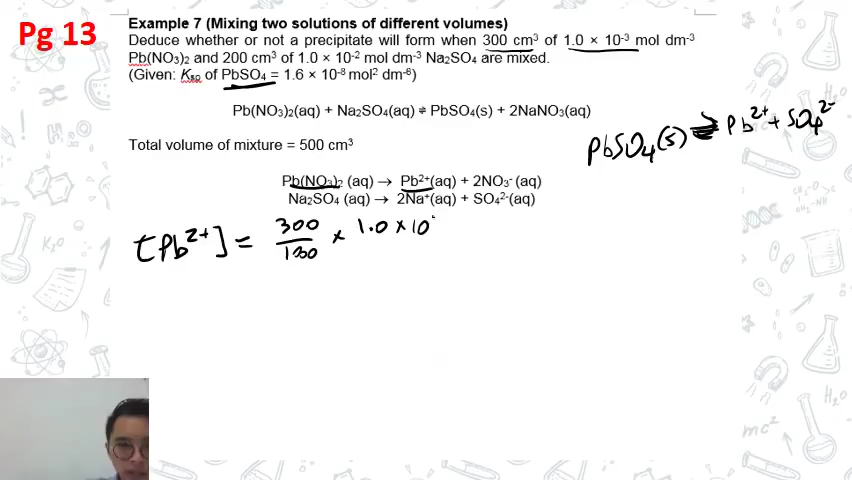 Pg 13
Example 7 (Mixing two solutions of different volumes)
Deduce whether or not a precipitate will form when 300 cm³ of 1.0 × 10⁻³ mol dm⁻³
Pb(NO₃)2 and 200 cm³ of 1.0 × 10⁻² mol dm⁻³ Na₂SO₄ are mixed.
(Given: Ksp of PbSO₄ = 1.6 × 10⁻⁸ mol² dm⁻⁶)
Pb(NO₃)₂(aq) + Na₂SO₄(aq) ⇌ PbSO₄(s) + 2NaNO₃(aq)
PbSO₄(s) ⇌ Pb²⁺ + SO₄²⁻
Total volume of mixture = 500 cm³
Pb(NO₃)₂ (aq) → Pb²⁺(aq) + 2NO₃⁻ (aq)
Na₂SO₄ (aq) → 2Na⁺(aq) + SO₄²⁻(aq)
[Pb²⁺] = 300/100 × 1.0 × 10